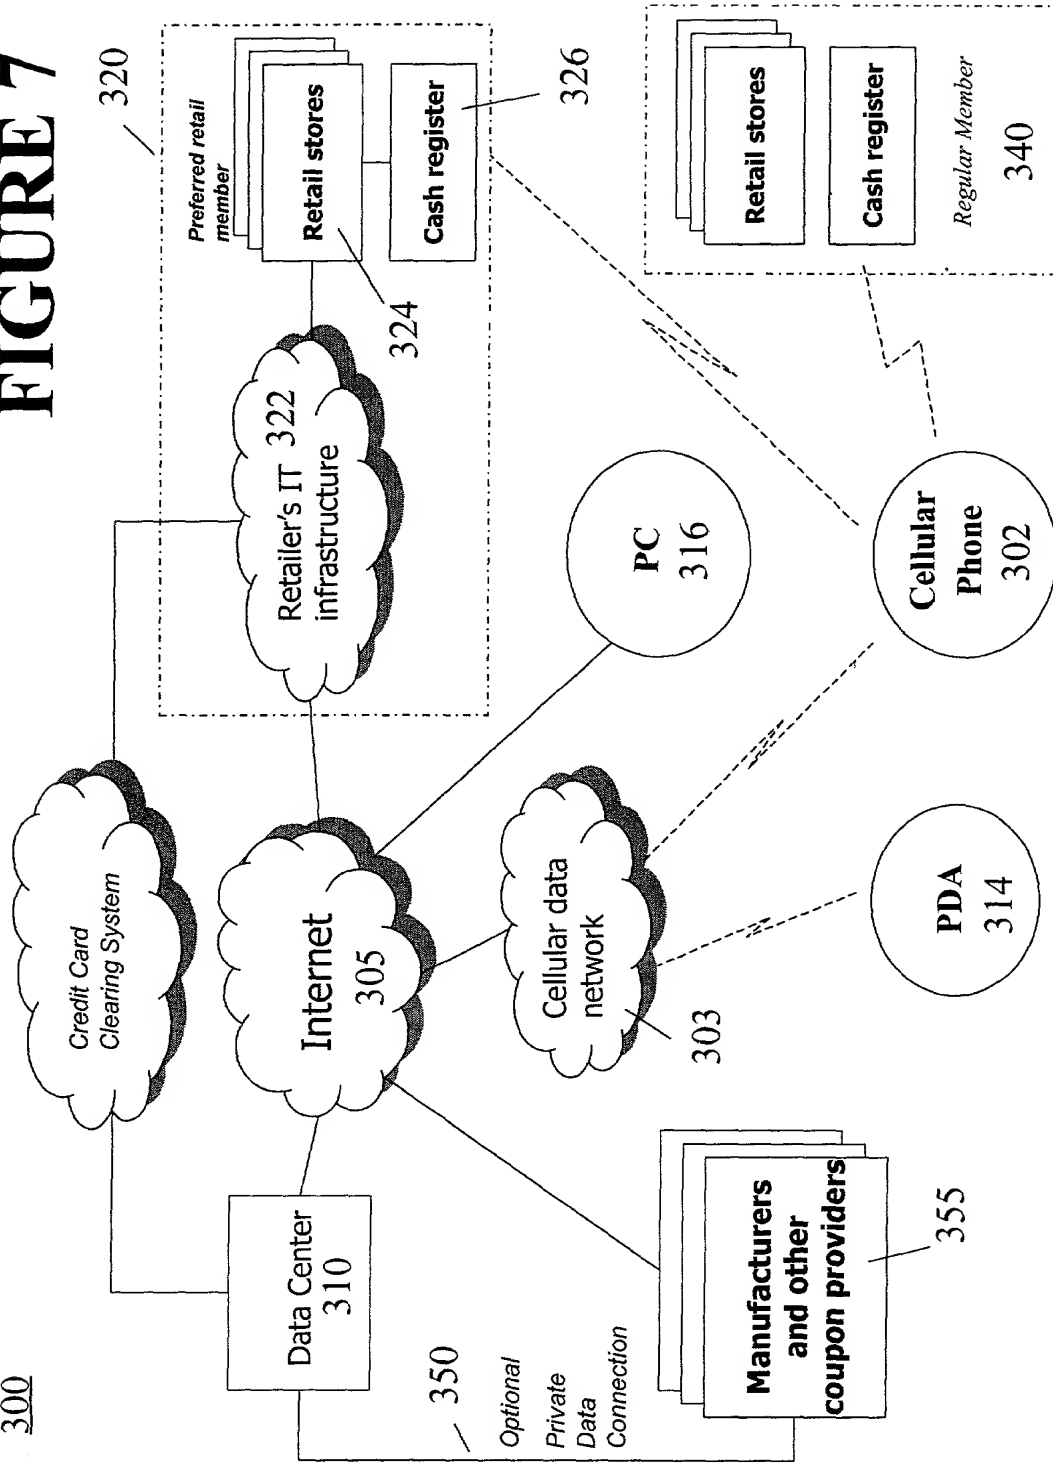 FIGURE 7
300
Credit Card
Clearing System
320
Preferred retail
member
Retail stores
Cash register
326
324
Retailer's IT 322
infrastructure
Internet
305
Data Center
310
350
Optional
Private
Data
Connection
Cellular data
network
303
PC
316
Manufacturers
and other
coupon providers
355
PDA
314
Cellular
Phone
302
Retail stores
Cash register
Regular Member
340